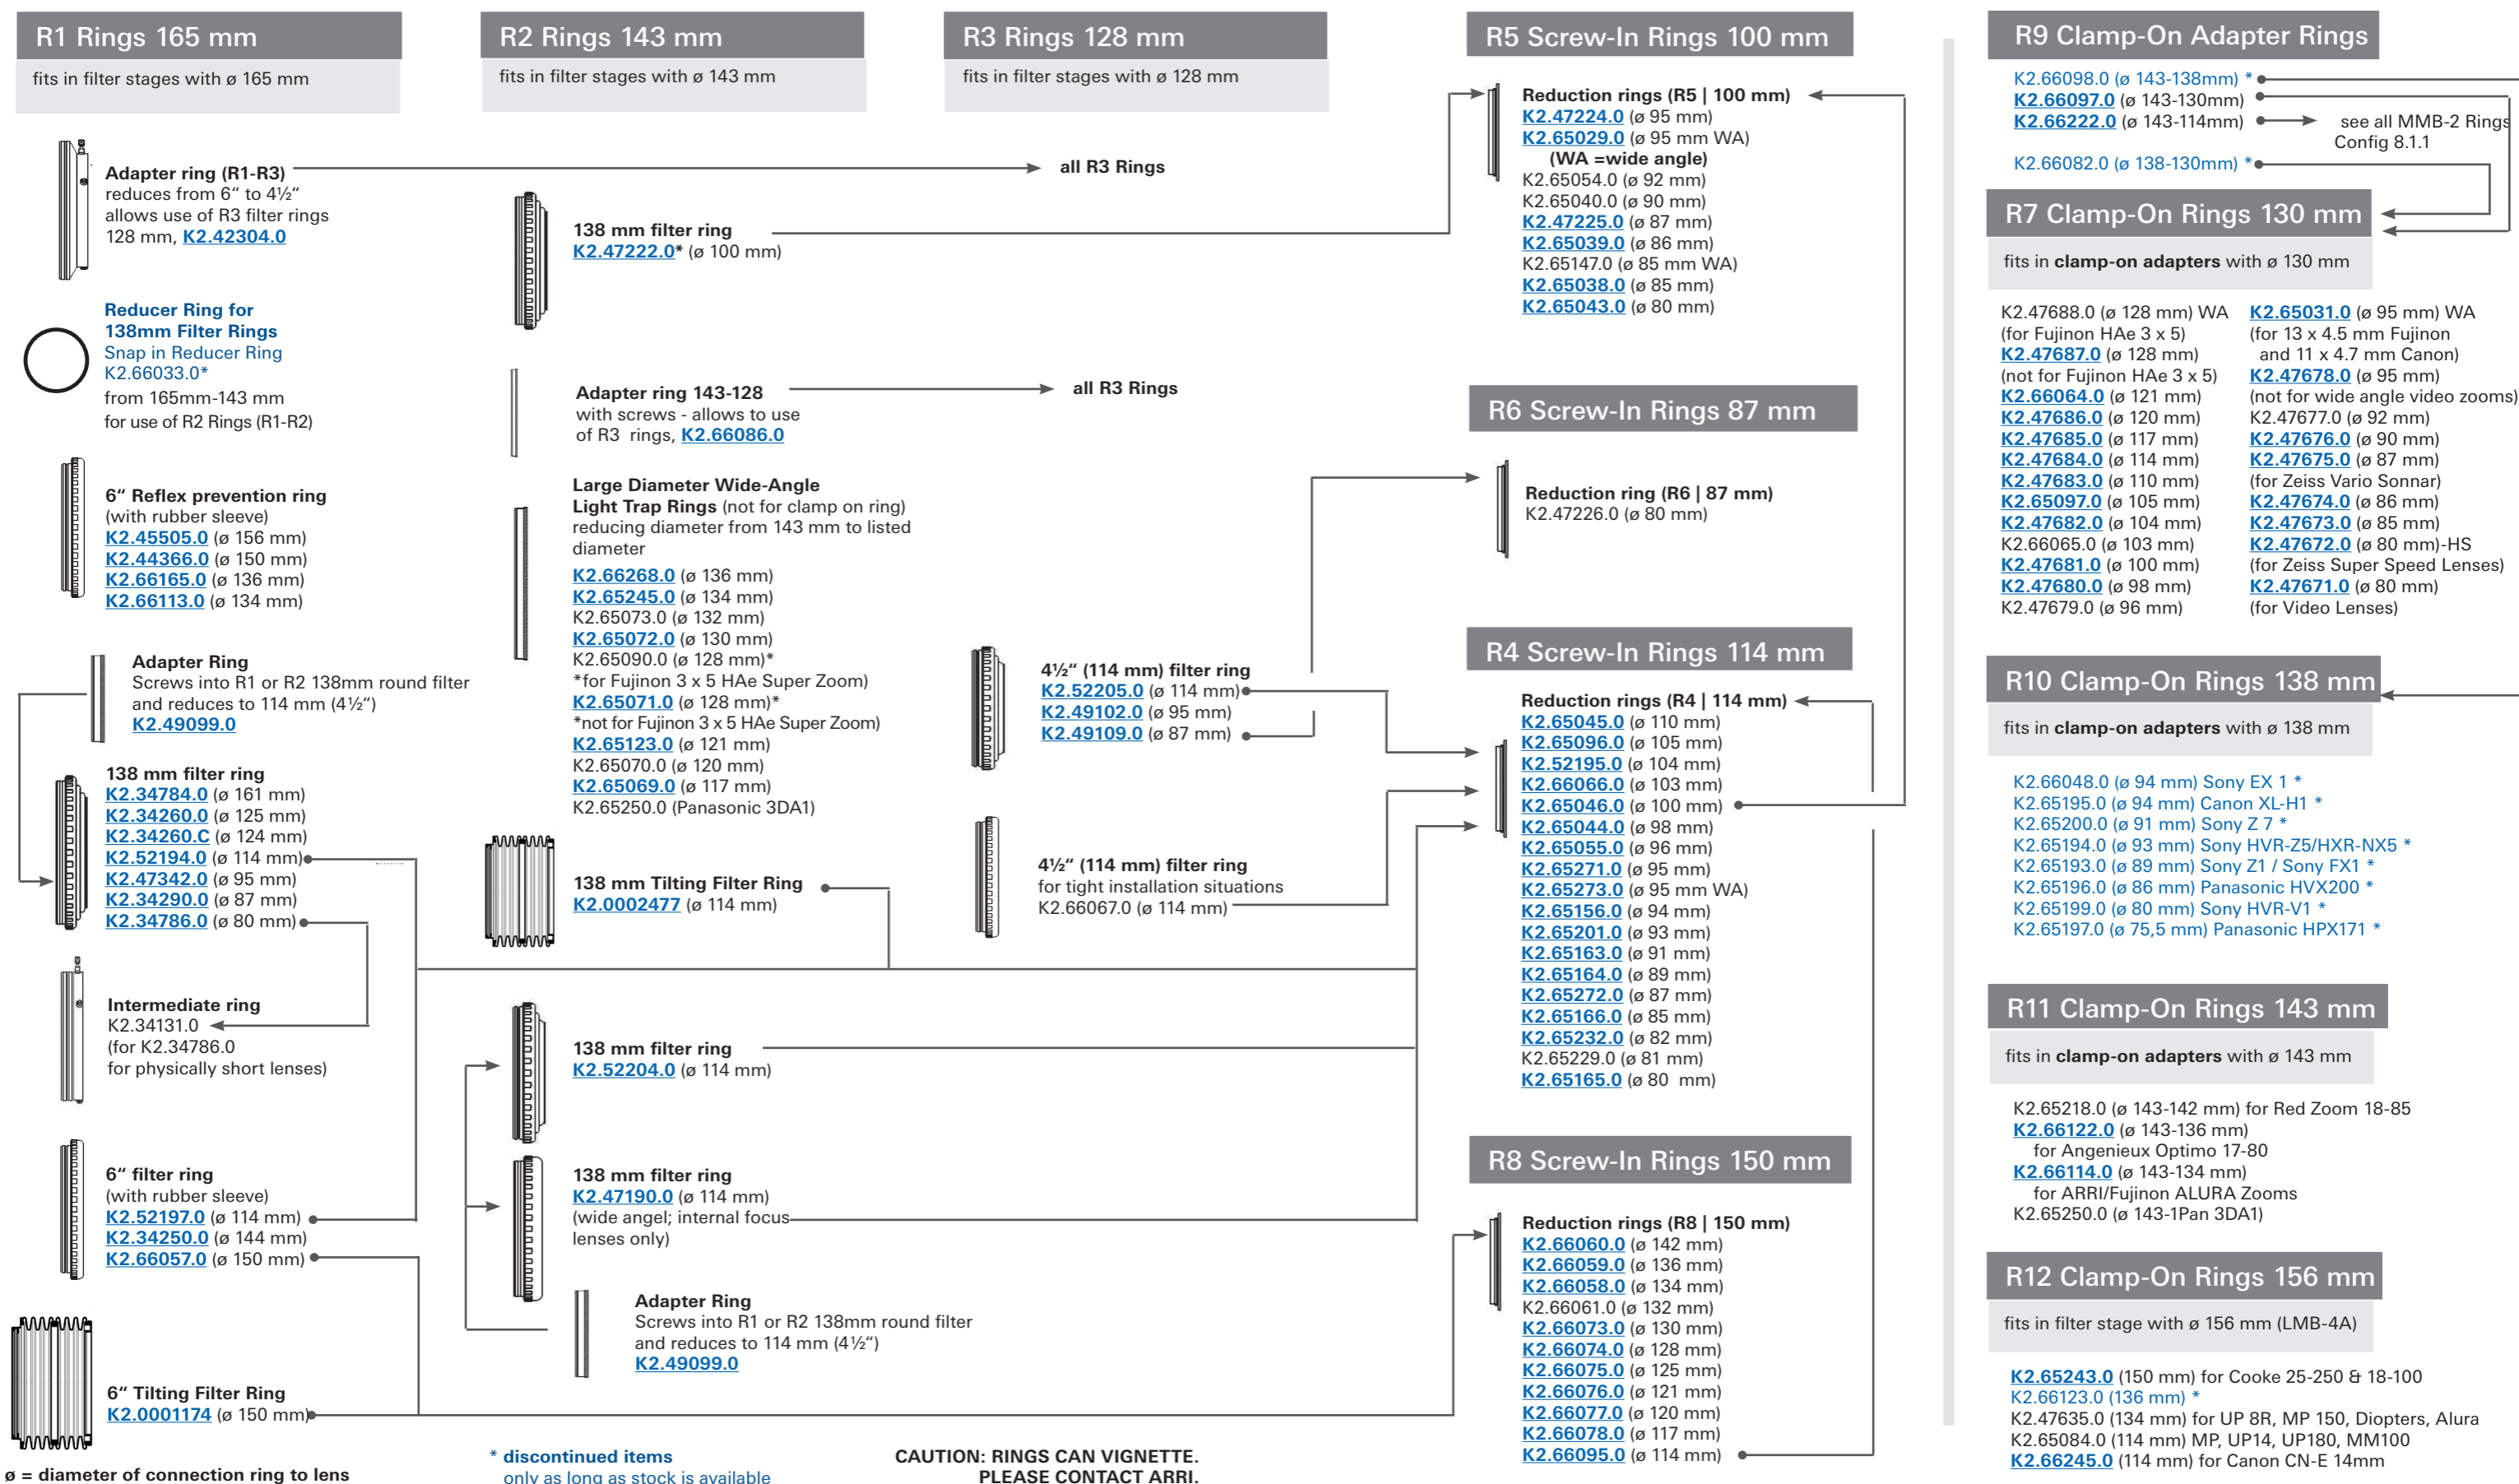 R1 Rings 165 mm
fits in filter stages with ø 165 mm
Adapter ring (R1-R3)
reduces from 6“ to 4½“
allows use of R3 filter rings
128 mm, K2.42304.0
Reducer Ring for
138mm Filter Rings
Snap in Reducer Ring
K2.66033.0*
from 165mm-143 mm
for use of R2 Rings (R1-R2)
6“ Reflex prevention ring
(with rubber sleeve)
K2.45505.0 (ø 156 mm)
K2.44366.0 (ø 150 mm)
K2.66165.0 (ø 136 mm)
K2.66113.0 (ø 134 mm)
Adapter Ring
Screws into R1 or R2 138mm round filter
and reduces to 114 mm (4½“)
K2.49099.0
138 mm filter ring
K2.34784.0 (ø 161 mm)
K2.34260.0 (ø 125 mm)
K2.34260.C (ø 124 mm)
K2.52194.0 (ø 114 mm)
K2.47342.0 (ø 95 mm)
K2.34290.0 (ø 87 mm)
K2.34786.0 (ø 80 mm)
Intermediate ring
K2.34131.0
(for K2.34786.0
for physically short lenses)
6“ filter ring
(with rubber sleeve)
K2.52197.0 (ø 114 mm)
K2.34250.0 (ø 144 mm)
K2.66057.0 (ø 150 mm)
6“ Tilting Filter Ring
K2.0001174 (ø 150 mm)
ø = diameter of connection ring to lens
R2 Rings 143 mm
fits in filter stages with ø 143 mm
138 mm filter ring
K2.47222.0* (ø 100 mm)
Adapter ring 143-128
with screws - allows to use
of R3 rings, K2.66086.0
Large Diameter Wide-Angle
Light Trap Rings (not for clamp on ring)
reducing diameter from 143 mm to listed
diameter
K2.66268.0 (ø 136 mm)
K2.65245.0 (ø 134 mm)
K2.65073.0 (ø 132 mm)
K2.65072.0 (ø 130 mm)
K2.65090.0 (ø 128 mm)*
*for Fujinon 3 x 5 HAe Super Zoom)
K2.65071.0 (ø 128 mm)*
*not for Fujinon 3 x 5 HAe Super Zoom)
K2.65123.0 (ø 121 mm)
K2.65070.0 (ø 120 mm)
K2.65069.0 (ø 117 mm)
K2.65250.0 (Panasonic 3DA1)
138 mm Tilting Filter Ring
K2.0002477 (ø 114 mm)
138 mm filter ring
K2.52204.0 (ø 114 mm)
138 mm filter ring
K2.47190.0 (ø 114 mm)
(wide angel; internal focus
lenses only)
Adapter Ring
Screws into R1 or R2 138mm round filter
and reduces to 114 mm (4½“)
K2.49099.0
* discontinued items
only as long as stock is available
R3 Rings 128 mm
fits in filter stages with ø 128 mm
all R3 Rings
all R3 Rings
4½“ (114 mm) filter ring
K2.52205.0 (ø 114 mm)
K2.49102.0 (ø 95 mm)
K2.49109.0 (ø 87 mm)
4½“ (114 mm) filter ring
for tight installation situations
K2.66067.0 (ø 114 mm)
CAUTION: RINGS CAN VIGNETTE.
PLEASE CONTACT ARRI.
R5 Screw-In Rings 100 mm
Reduction rings (R5 | 100 mm)
K2.47224.0 (ø 95 mm)
K2.65029.0 (ø 95 mm WA)
(WA =wide angle)
K2.65054.0 (ø 92 mm)
K2.65040.0 (ø 90 mm)
K2.47225.0 (ø 87 mm)
K2.65039.0 (ø 86 mm)
K2.65147.0 (ø 85 mm WA)
K2.65038.0 (ø 85 mm)
K2.65043.0 (ø 80 mm)
R6 Screw-In Rings 87 mm
Reduction ring (R6 | 87 mm)
K2.47226.0 (ø 80 mm)
R4 Screw-In Rings 114 mm
Reduction rings (R4 | 114 mm)
K2.65045.0 (ø 110 mm)
K2.65096.0 (ø 105 mm)
K2.52195.0 (ø 104 mm)
K2.66066.0 (ø 103 mm)
K2.65046.0 (ø 100 mm)
K2.65044.0 (ø 98 mm)
K2.65055.0 (ø 96 mm)
K2.65271.0 (ø 95 mm)
K2.65273.0 (ø 95 mm WA)
K2.65156.0 (ø 94 mm)
K2.65201.0 (ø 93 mm)
K2.65163.0 (ø 91 mm)
K2.65164.0 (ø 89 mm)
K2.65272.0 (ø 87 mm)
K2.65166.0 (ø 85 mm)
K2.65232.0 (ø 82 mm)
K2.65229.0 (ø 81 mm)
K2.65165.0 (ø 80 mm)
R8 Screw-In Rings 150 mm
Reduction rings (R8 | 150 mm)
K2.66060.0 (ø 142 mm)
K2.66059.0 (ø 136 mm)
K2.66058.0 (ø 134 mm)
K2.66061.0 (ø 132 mm)
K2.66073.0 (ø 130 mm)
K2.66074.0 (ø 128 mm)
K2.66075.0 (ø 125 mm)
K2.66076.0 (ø 121 mm)
K2.66077.0 (ø 120 mm)
K2.66078.0 (ø 117 mm)
K2.66095.0 (ø 114 mm)
R9 Clamp-On Adapter Rings
K2.66098.0 (ø 143-138mm) *
K2.66097.0 (ø 143-130mm)
K2.66222.0 (ø 143-114mm)
see all MMB-2 Rings
Config 8.1.1
K2.66082.0 (ø 138-130mm) *
R7 Clamp-On Rings 130 mm
fits in clamp-on adapters with ø 130 mm
K2.47688.0 (ø 128 mm) WA
(for Fujinon HAe 3 x 5)
K2.47687.0 (ø 128 mm)
(not for Fujinon HAe 3 x 5)
K2.66064.0 (ø 121 mm)
K2.47686.0 (ø 120 mm)
K2.47685.0 (ø 117 mm)
K2.47684.0 (ø 114 mm)
K2.47683.0 (ø 110 mm)
K2.65097.0 (ø 105 mm)
K2.47682.0 (ø 104 mm)
K2.66065.0 (ø 103 mm)
K2.47681.0 (ø 100 mm)
K2.47680.0 (ø 98 mm)
K2.47679.0 (ø 96 mm)
K2.65031.0 (ø 95 mm) WA
(for 13 x 4.5 mm Fujinon
and 11 x 4.7 mm Canon)
K2.47678.0 (ø 95 mm)
(not for wide angle video zooms)
K2.47677.0 (ø 92 mm)
K2.47676.0 (ø 90 mm)
K2.47675.0 (ø 87 mm)
(for Zeiss Vario Sonnar)
K2.47674.0 (ø 86 mm)
K2.47673.0 (ø 85 mm)
K2.47672.0 (ø 80 mm)-HS
(for Zeiss Super Speed Lenses)
K2.47671.0 (ø 80 mm)
(for Video Lenses)
R10 Clamp-On Rings 138 mm
fits in clamp-on adapters with ø 138 mm
K2.66048.0 (ø 94 mm) Sony EX 1 *
K2.65195.0 (ø 94 mm) Canon XL-H1 *
K2.65200.0 (ø 91 mm) Sony Z 7 *
K2.65194.0 (ø 93 mm) Sony HVR-Z5/HXR-NX5 *
K2.65193.0 (ø 89 mm) Sony Z1 / Sony FX1 *
K2.65196.0 (ø 86 mm) Panasonic HVX200 *
K2.65199.0 (ø 80 mm) Sony HVR-V1 *
K2.65197.0 (ø 75,5 mm) Panasonic HPX171 *
R11 Clamp-On Rings 143 mm
fits in clamp-on adapters with ø 143 mm
K2.65218.0 (ø 143-142 mm) for Red Zoom 18-85
K2.66122.0 (ø 143-136 mm)
for Angenieux Optimo 17-80
K2.66114.0 (ø 143-134 mm)
for ARRI/Fujinon ALURA Zooms
K2.65250.0 (ø 143-1Pan 3DA1)
R12 Clamp-On Rings 156 mm
fits in filter stage with ø 156 mm (LMB-4A)
K2.65243.0 (150 mm) for Cooke 25-250 & 18-100
K2.66123.0 (136 mm) *
K2.47635.0 (134 mm) for UP 8R, MP 150, Diopters, Alura
K2.65084.0 (114 mm) MP, UP14, UP180, MM100
K2.66245.0 (114 mm) for Canon CN-E 14mm